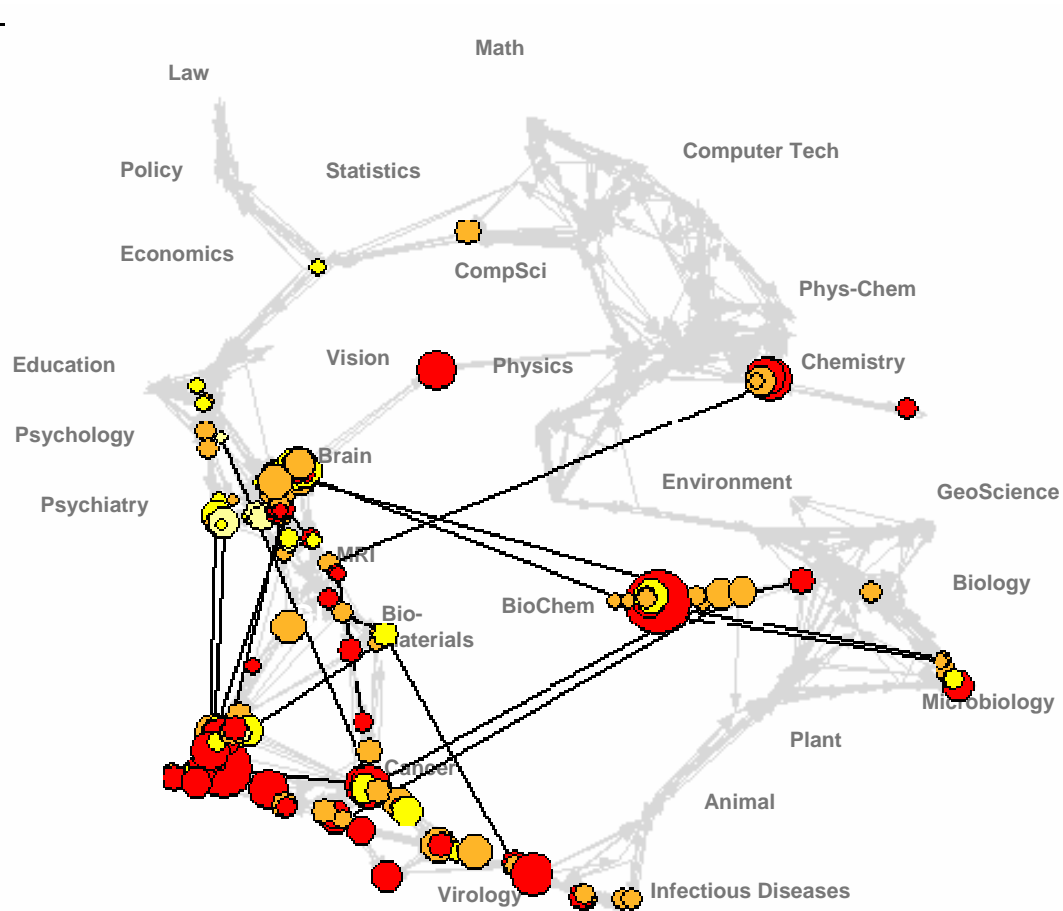 Math
Law
Computer Tech
Policy
Statistics
Economics
CompSci
Phys-Chem
Education
Vision
Physics
Chemistry
Psychology
Brain
Environment
GeoScience
Psychiatry
MRI
Biology
BioChem
Bio-
Materials
Microbiology
Plant
Cancer
Animal
Virology
Infectious Diseases